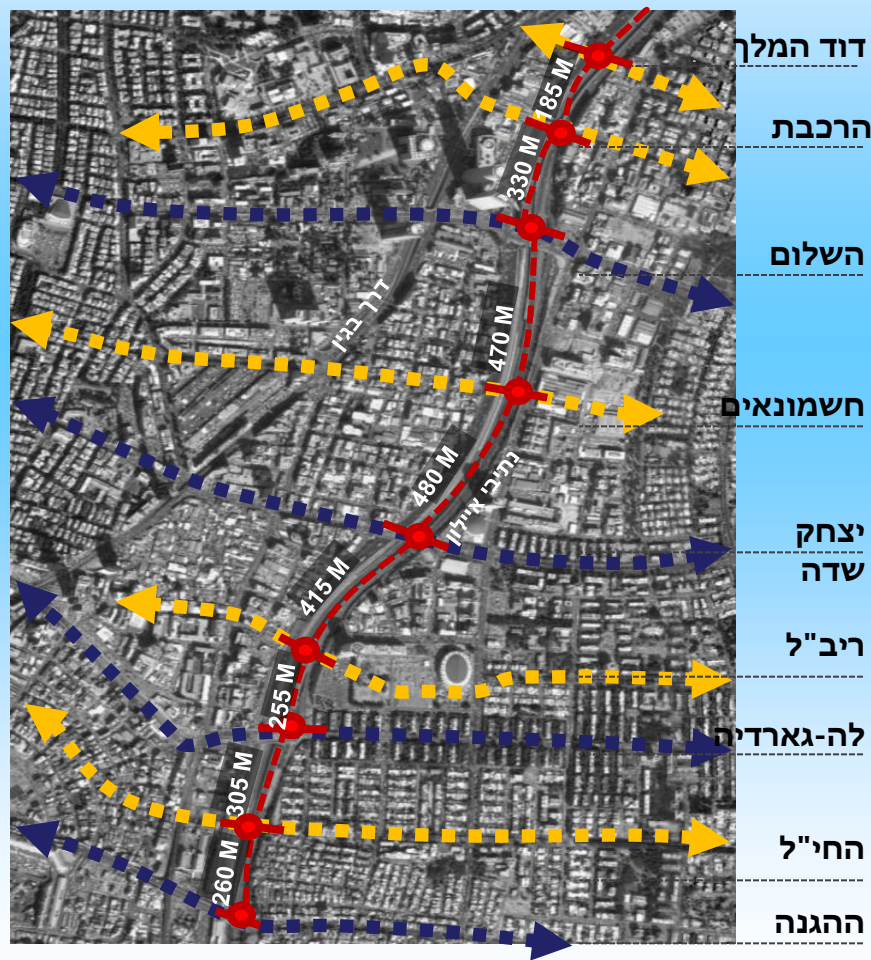 דוד המלך
185 M
הרכבת
330 M
השלום
דרך בגין
470 M
חשמונאים
480 M
נתיבי איילון
יצחק
שדה
415 M
ריב"ל
255 M
לה-גארדיה
305 M
החי"ל
260 M
ההגנה